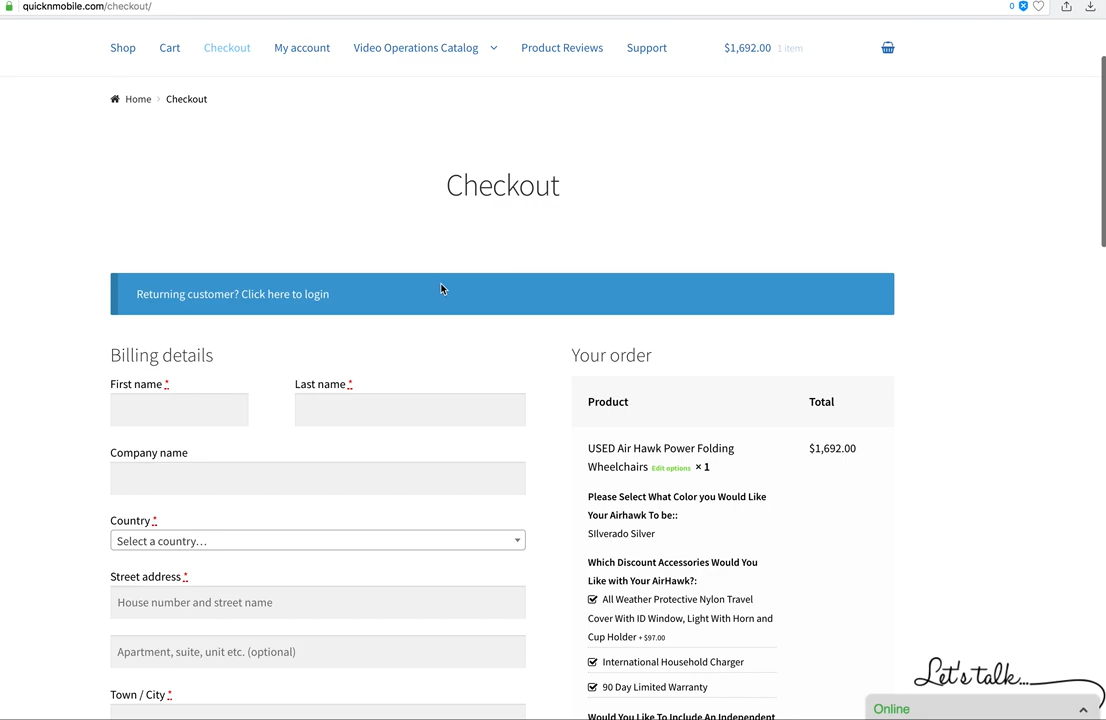 quicknmobile.com/checkout/
0
Shop Cart Checkout My account Video Operations Catalog Product Reviews Support $1,692.00 1 item
Home > Checkout
Checkout
Returning customer? Click here to login
Billing details
First name * Last name *
Company name
Country *
Select a country…
Street address *
House number and street name
Apartment, suite, unit etc. (optional)
Town / City *
Your order
Product Total
USED Air Hawk Power Folding $1,692.00
Wheelchairs Edit options × 1
Please Select What Color you Would Like
Your Airhawk To be::
SIlverado Silver
Which Discount Accessories Would You
Like with Your AirHawk?:
All Weather Protective Nylon Travel
Cover With ID Window, Light With Horn and
Cup Holder + $97.00
International Household Charger
90 Day Limited Warranty
Would You Like To Include An Independent
Let's talk...
Online